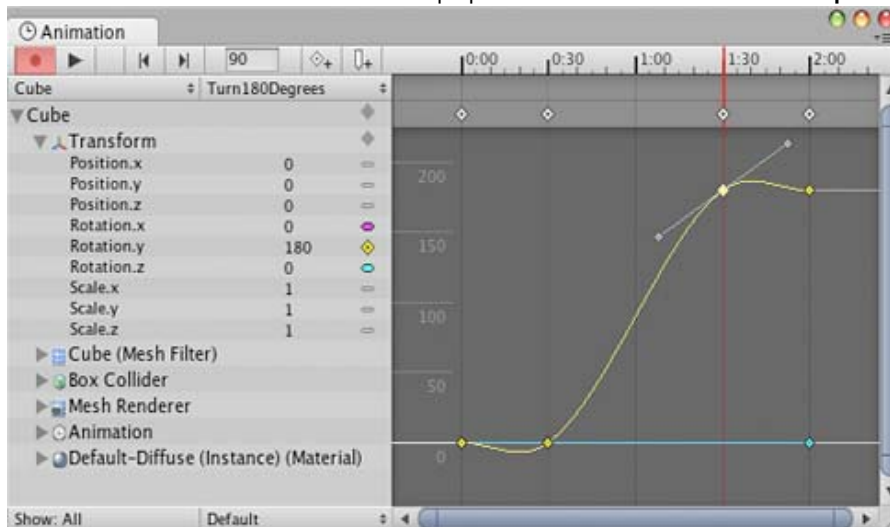 Animation
90
0:00 0:30 1:00 1:30 2:00
Cube Turn180Degrees
Cube
Transform
Position.x 0
Position.y 0
Position.z 0
Rotation.x 0
Rotation.y 180
Rotation.z 0
Scale.x 1
Scale.y 1
Scale.z 1
Cube (Mesh Filter)
Box Collider
Mesh Renderer
Animation
Default-Diffuse (Instance) (Material)
200
150
100
50
0
Show: All Default